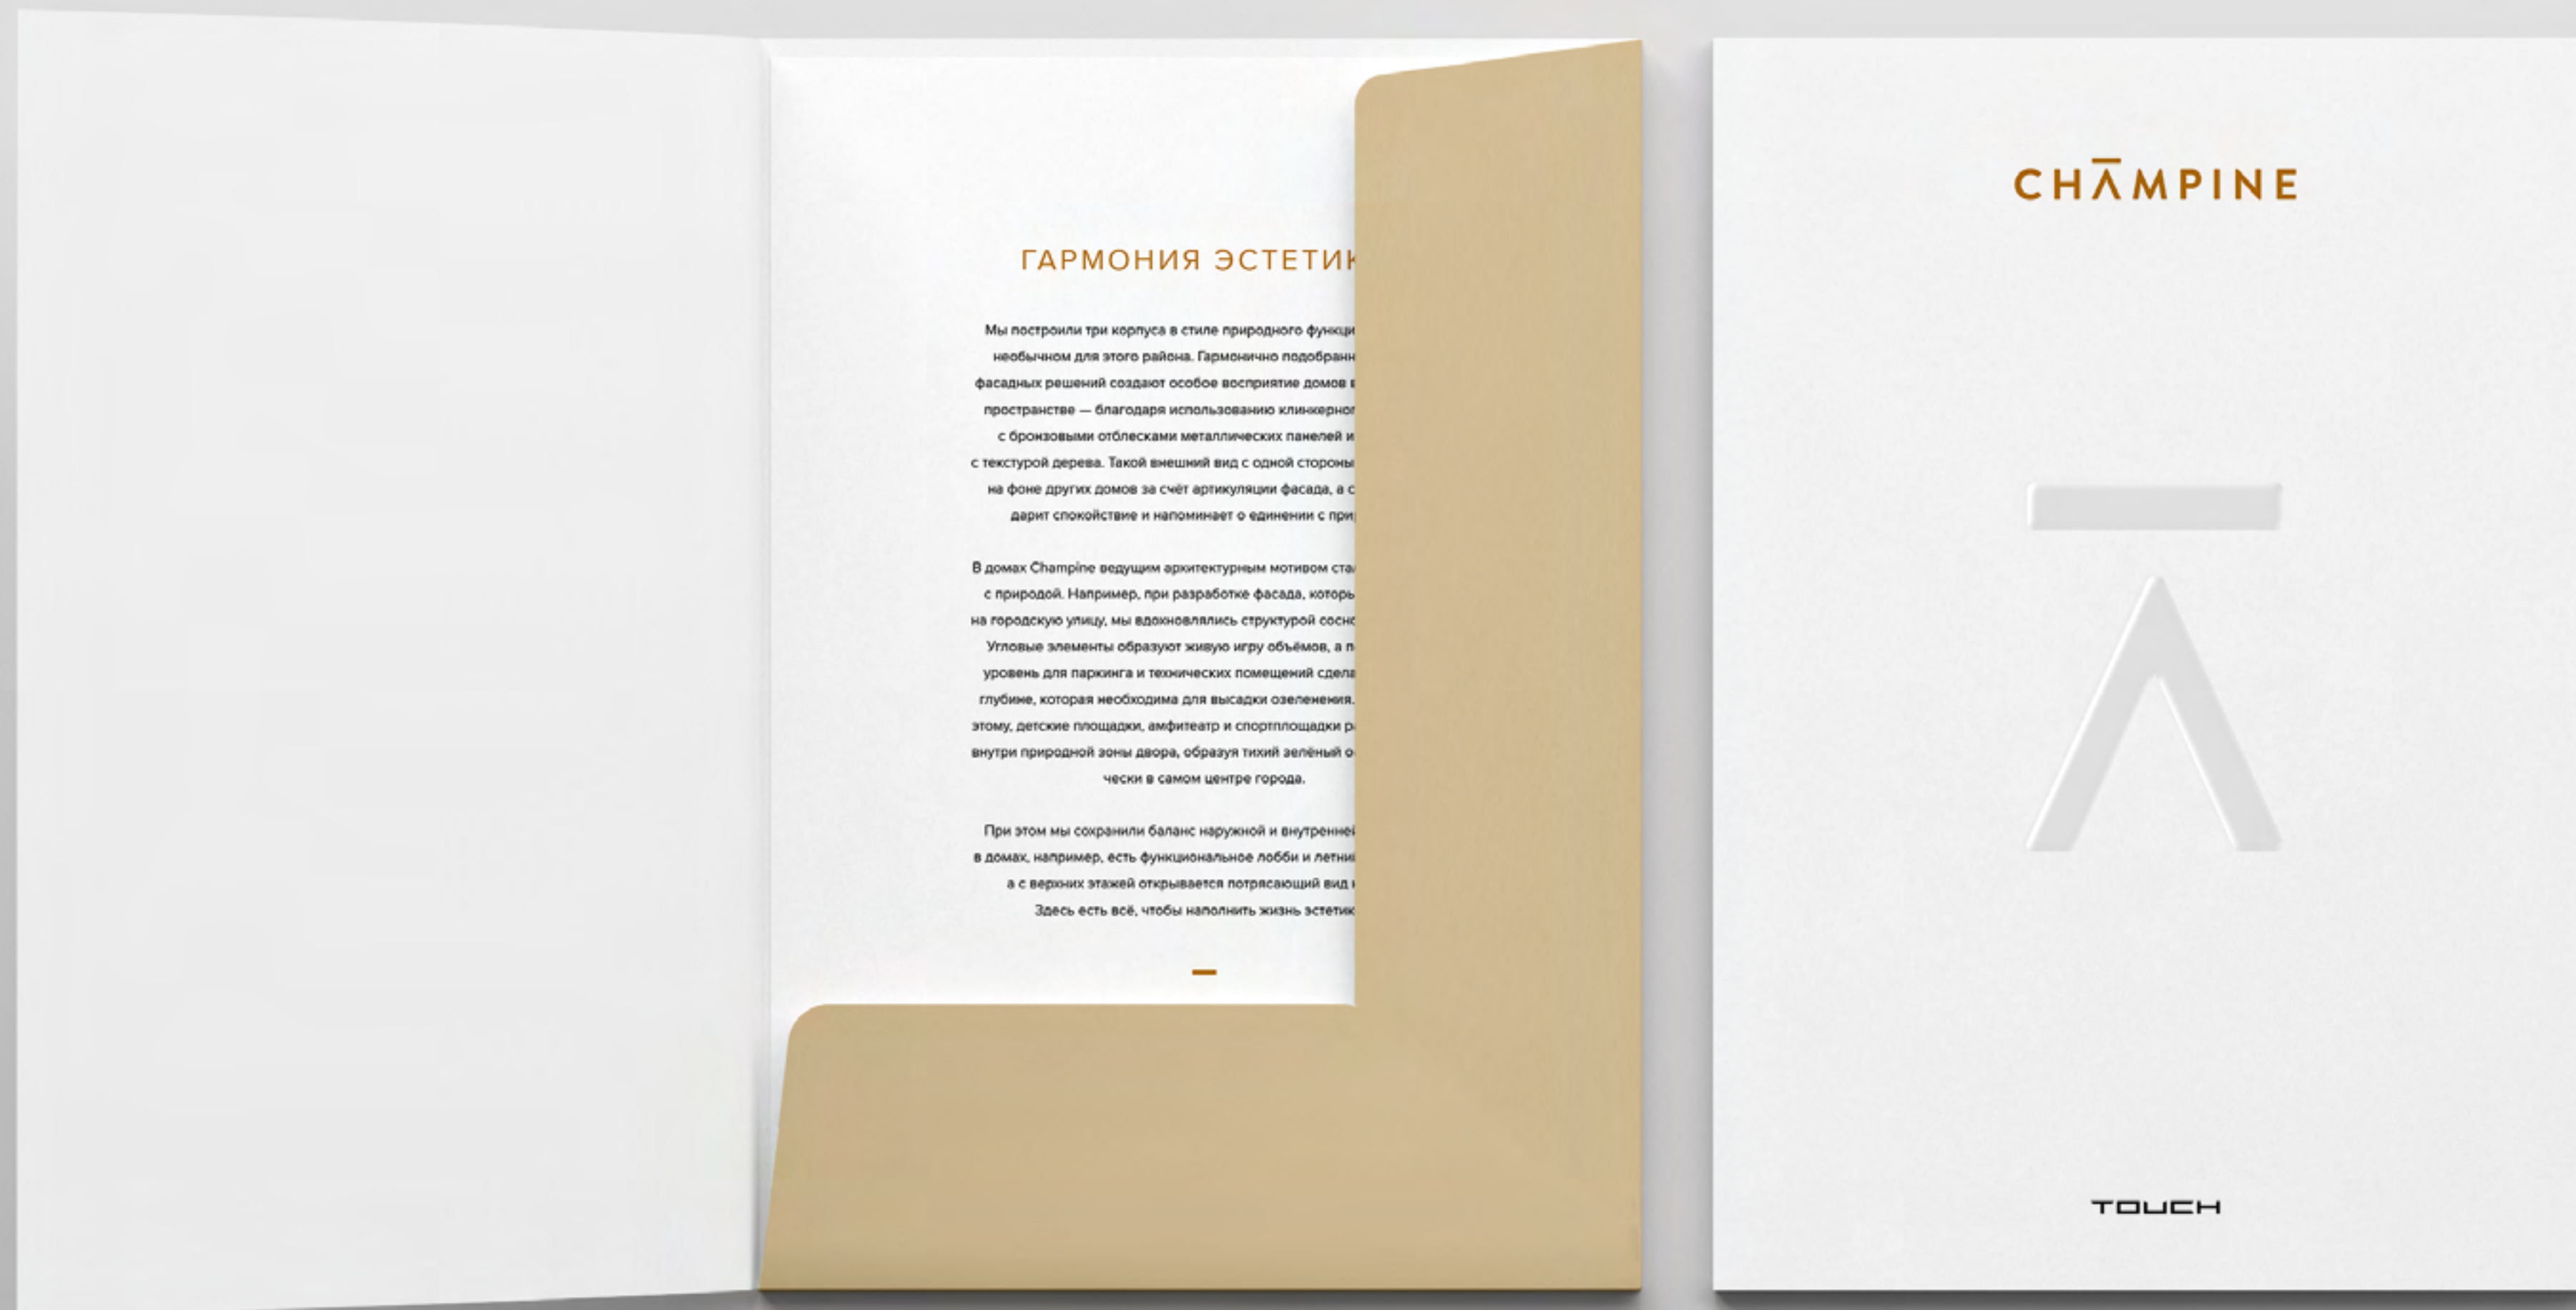 ГАРМОНИЯ ЭСТЕТИК
Мы построили три корпуса в стиле природного функци
необычном для этого района. Гармонично подобранн
фасадных решений создают особое восприятие домов в
пространстве — благодаря использованию клинкерног
с бронзовыми отблесками металлических панелей и
с текстурой дерева. Такой внешний вид с одной стороны
на фоне других домов за счёт артикуляции фасада, а с
дарит спокойствие и напоминает о единении с при
В домах Champine ведущим архитектурным мотивом ста
с природой. Например, при разработке фасада, которы
на городскую улицу, мы вдохновлялись структурой сосно
Угловые элементы образуют живую игру объёмов, а п
уровень для паркинга и технических помещений сдела
глубине, которая необходима для высадки озеленения.
этому, детские площадки, амфитеатр и спортплощадки р
внутри природной зоны двора, образуя тихий зелёный о
чески в самом центре города.
При этом мы сохранили баланс наружной и внутренней
в домах, например, есть функциональное лобби и летни
а с верхних этажей открывается потрясающий вид н
Здесь есть всё, чтобы наполнить жизнь эстетик
CHĀMPINE
TOUCH